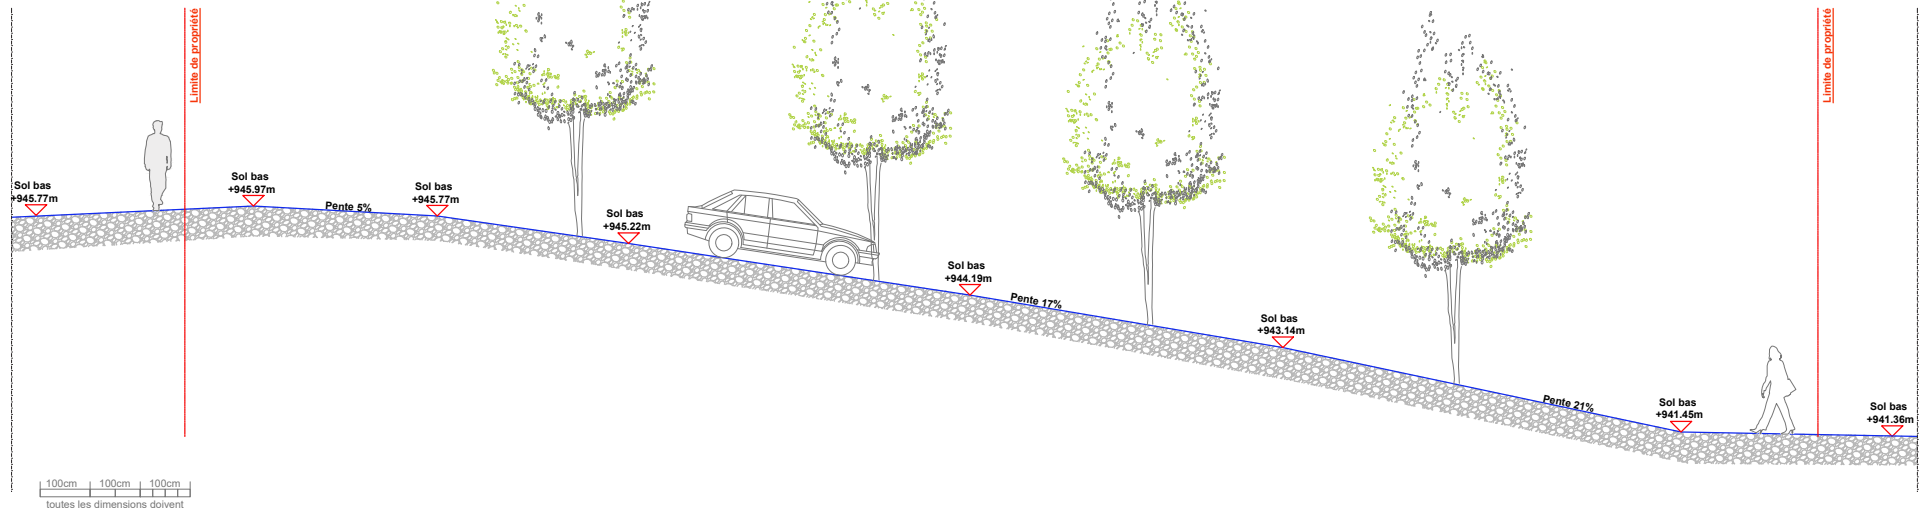 Limite de propriété
Limite de propriété
Sol bas
+945.77m
Sol bas
+945.97m
Pente 5%
Sol bas
+945.77m
Sol bas
+945.22m
Sol bas
+944.19m
Pente 17%
Sol bas
+943.14m
Pente 21%
Sol bas
+941.45m
Sol bas
+941.36m
100cm 100cm 100cm
toutes les dimensions doivent